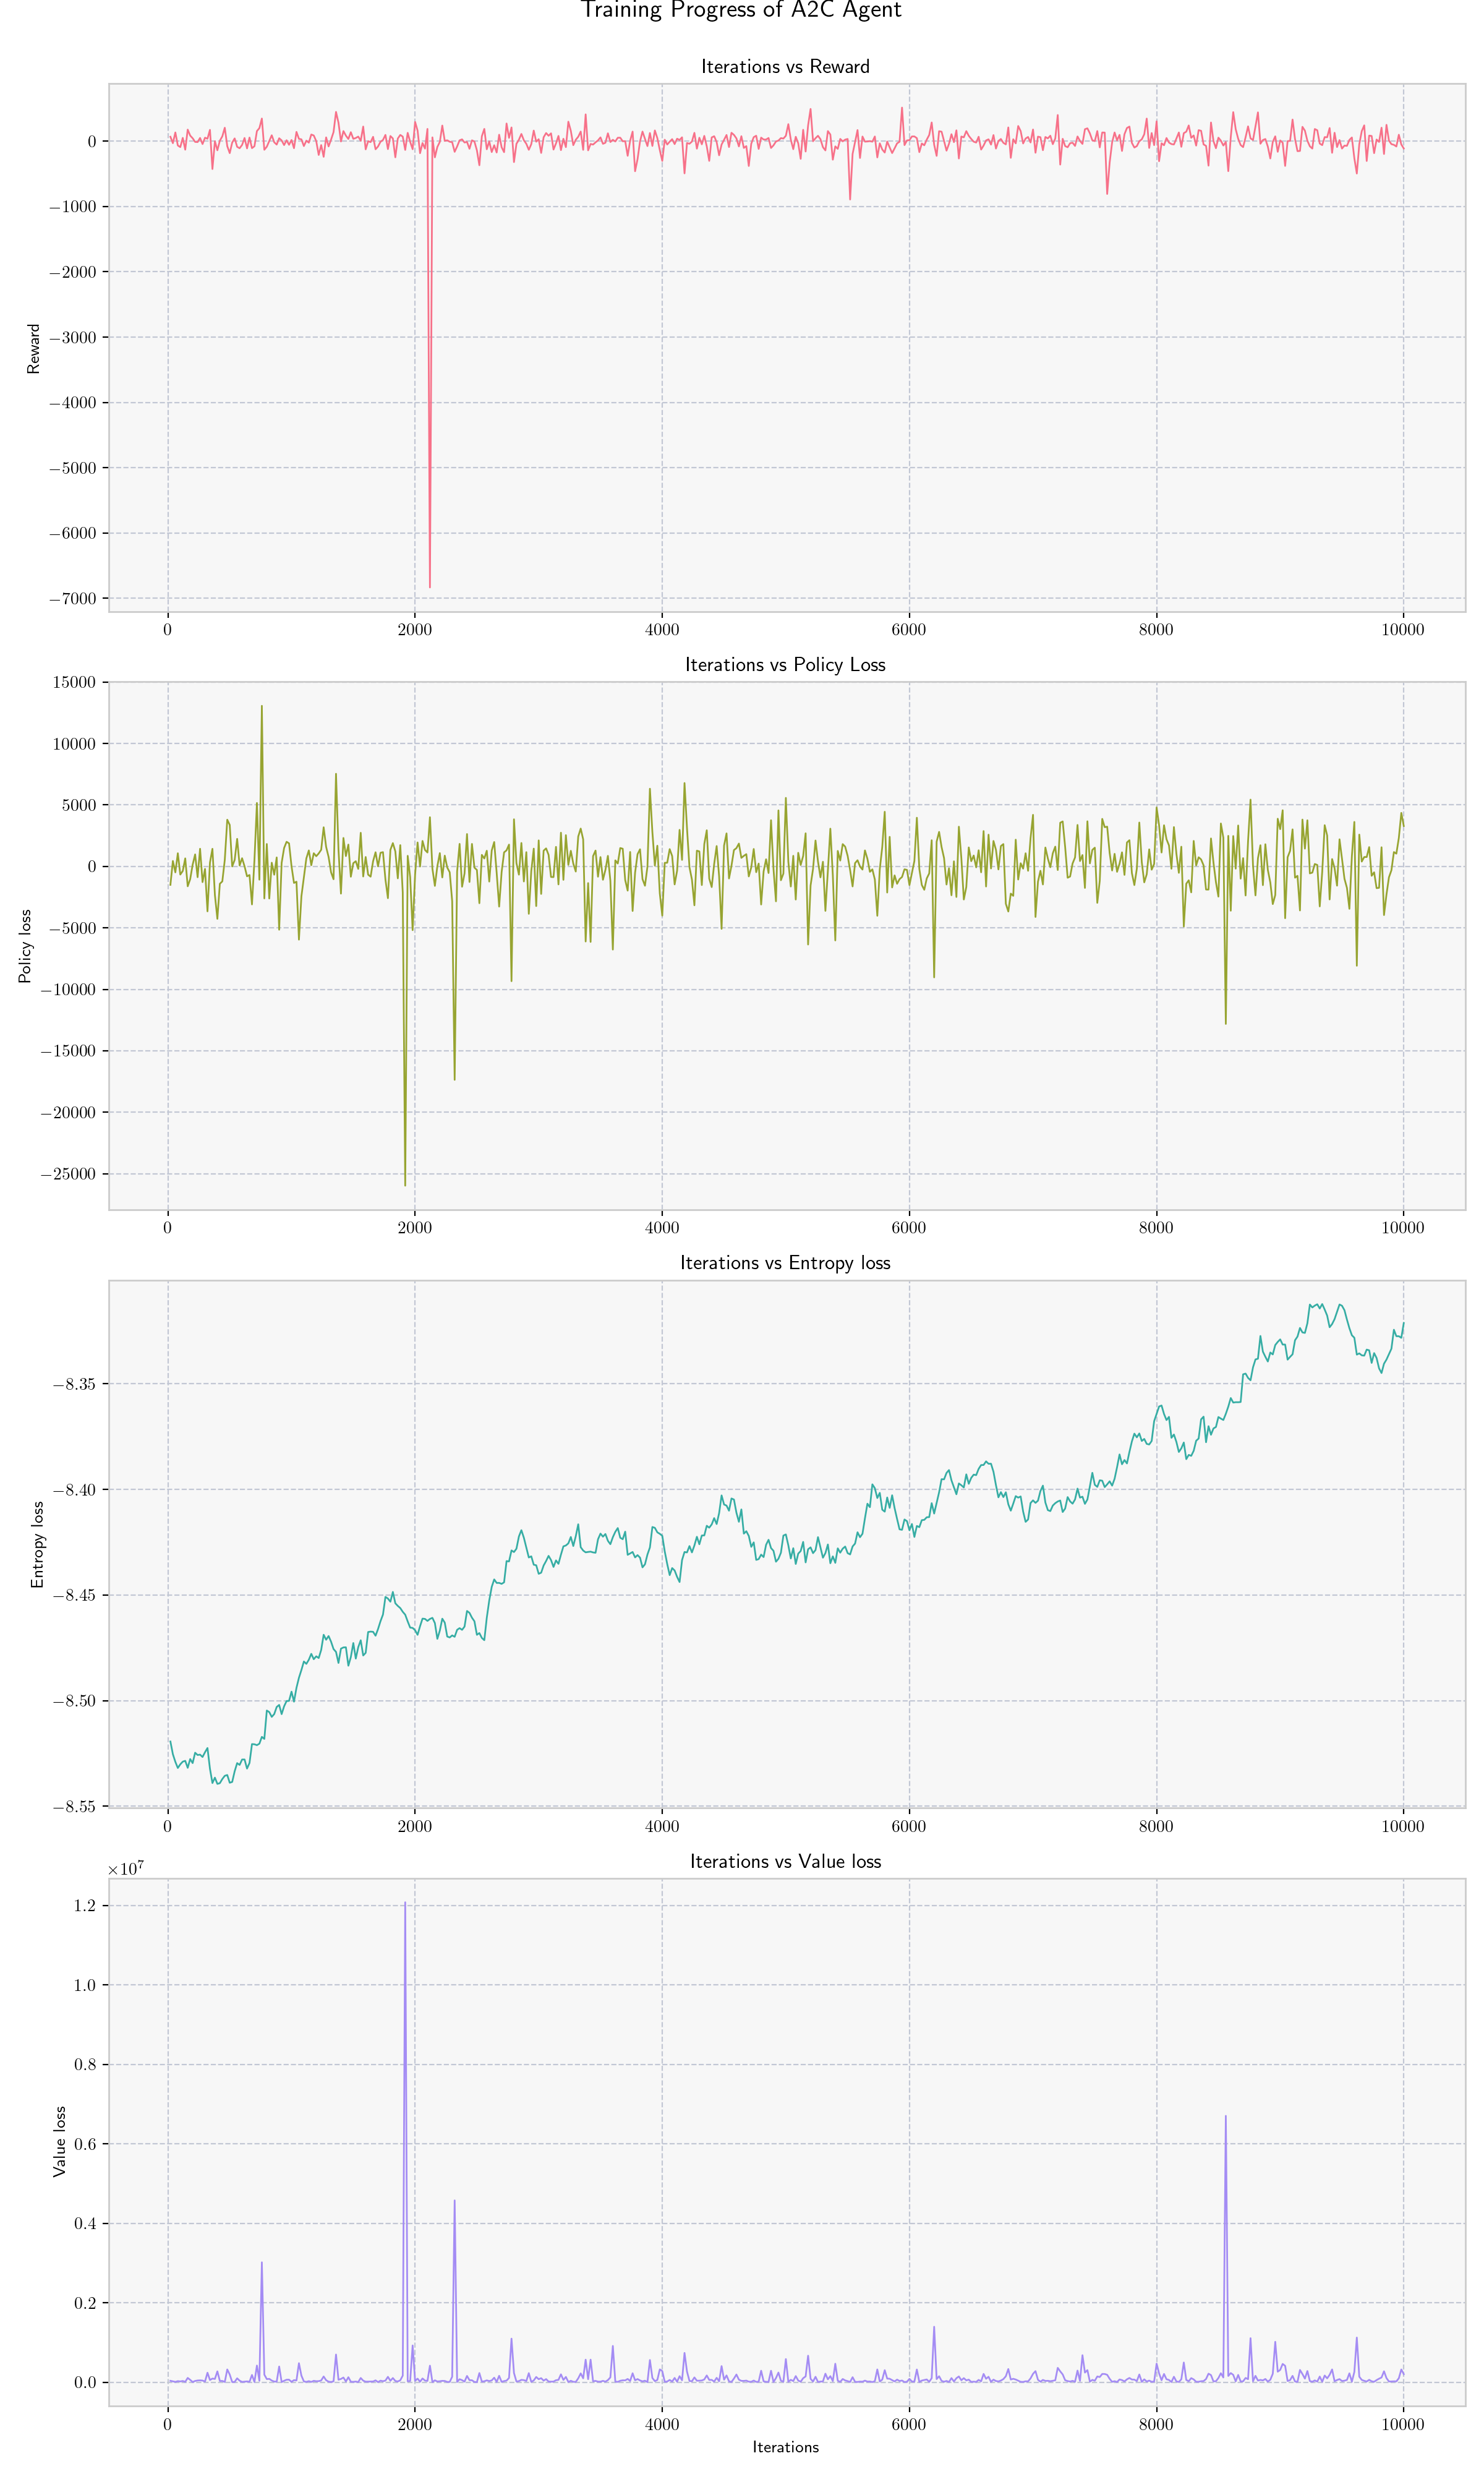 Training Progress of A2C Agent
Iterations vs Reward
0
−1000
−2000
−3000
−4000
−5000
−6000
−7000
Reward
0 2000 4000 6000 8000 10000
Iterations vs Policy Loss
15000
10000
5000
0
−5000
−10000
−15000
−20000
−25000
Policy loss
0 2000 4000 6000 8000 10000
Iterations vs Entropy loss
−8.35
−8.40
−8.45
−8.50
−8.55
Entropy loss
0 2000 4000 6000 8000 10000
Iterations vs Value loss
×10⁷
1.2
1.0
0.8
0.6
0.4
0.2
0.0
Value loss
0 2000 4000 6000 8000 10000
Iterations